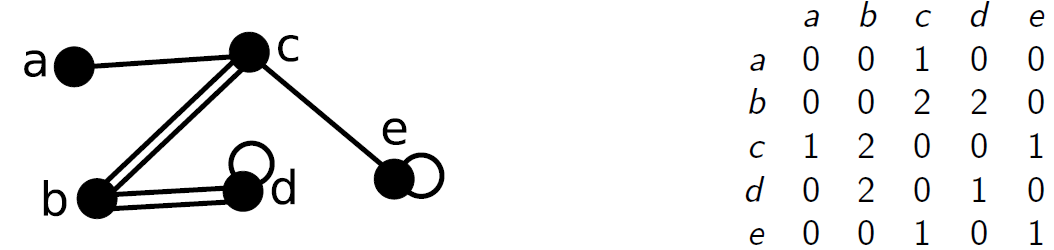 a
c
e
b
d
a b c d e
a 0 0 1 0 0
b 0 0 2 2 0
c 1 2 0 0 1
d 0 2 0 1 0
e 0 0 1 0 1